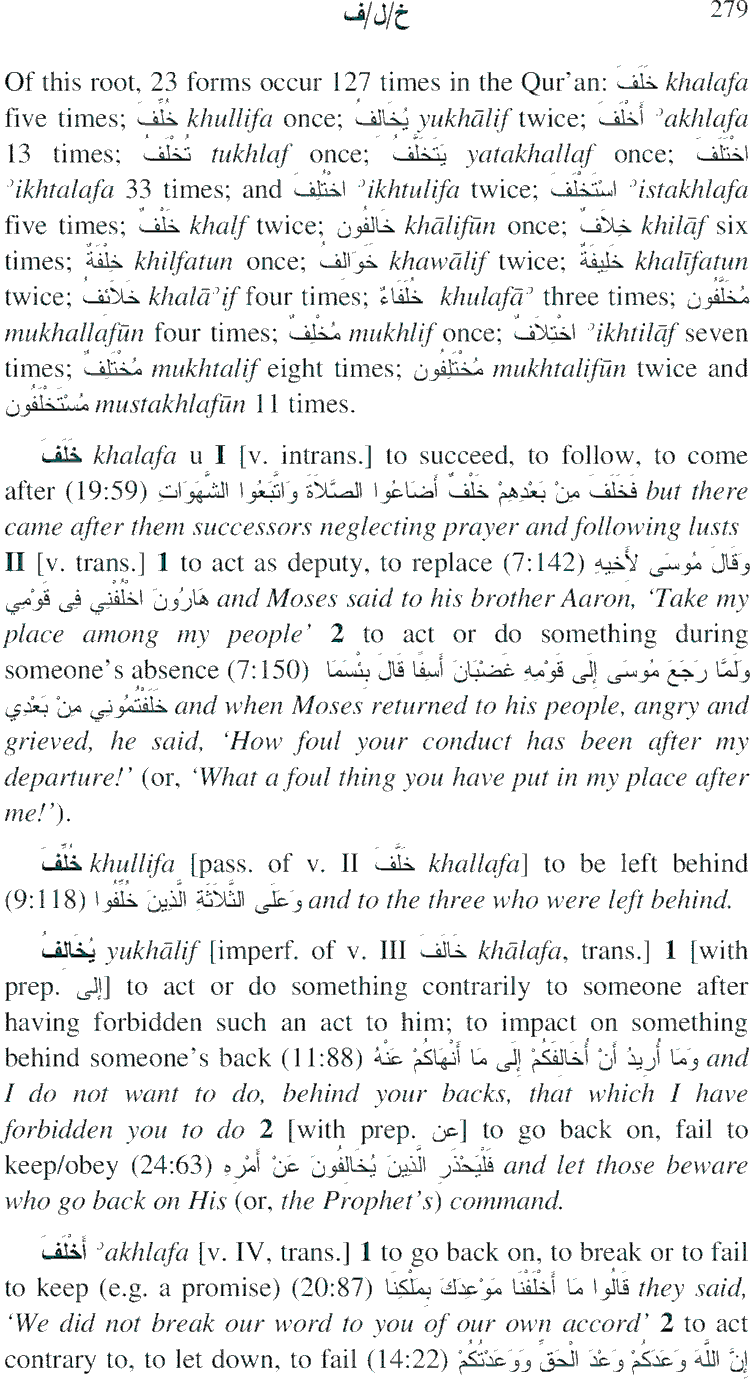 خ/ل/ف 279
Of this root, 23 forms occur 127 times in the Qur'an: خَلَفَ khalafa
five times; خُلِّفَ khullifa once; يُخَالِفُ yukhālif twice; أَخْلَفَ ʾakhlafa
13 times; تُخْلَفُ tukhlaf once; يَتَخَلَّفُ yatakhallaf once; اخْتَلَفَ
ʾikhtalafa 33 times; and اخْتُلِفَ ʾikhtulifa twice; اسْتَخْلَفَ ʾistakhlafa
five times; خَلْفٌ khalf twice; خَالِفُون khālifūn once; خِلاَفٌ khilāf six
times; خِلْفَةٌ khilfatun once; خَوَالِفُ khawālif twice; خَلِيفَةٌ khalīfatun
twice; خَلاَئِفُ khalāʾif four times; خُلَفَاءُ khulafāʾ three times; مُخَلَّفُون
mukhallafūn four times; مُخْلِفٌ mukhlif once; اخْتِلاَفٌ ʾikhtilāf seven
times; مُخْتَلِفٌ mukhtalif eight times; مُخْتَلِفُون mukhtalifūn twice and
مُسْتَخْلَفُون mustakhlafūn 11 times.
خَلَفَ khalafa u I [v. intrans.] to succeed, to follow, to come
after (19:59) فَخَلَفَ مِنْ بَعْدِهِمْ خَلْفٌ أَضَاعُوا الصَّلاَةَ وَاتَّبَعُوا الشَّهَوَاتِ but there
came after them successors neglecting prayer and following lusts
II [v. trans.] 1 to act as deputy, to replace (7:142) وَقَالَ مُوسَى لأَخِيهِ
هَارُونَ اخْلُفْنِي فِى قَوْمِي and Moses said to his brother Aaron, ‘Take my
place among my people’ 2 to act or do something during
someone's absence (7:150) وَلَمَّا رَجَعَ مُوسَى إِلَى قَوْمِهِ غَضْبَانَ أَسِفًا قَالَ بِئْسَمَا
خَلَفْتُمُونِي مِنْ بَعْدِي and when Moses returned to his people, angry and
grieved, he said, ‘How foul your conduct has been after my
departure!’ (or, ‘What a foul thing you have put in my place after
me!’).
خُلِّفَ khullifa [pass. of v. II خَلَّفَ khallafa] to be left behind
(9:118) وَعَلَى الثَّلاَثَةِ الَّذِينَ خُلِّفُوا and to the three who were left behind.
يُخَالِفُ yukhālif [imperf. of v. III خَالَفَ khālafa, trans.] 1 [with
prep. إلى] to act or do something contrarily to someone after
having forbidden such an act to him; to impact on something
behind someone's back (11:88) وَمَا أُرِيدُ أَنْ أُخَالِفَكُمْ إِلَى مَا أَنْهَاكُمْ عَنْهُ and
I do not want to do, behind your backs, that which I have
forbidden you to do 2 [with prep. عن] to go back on, fail to
keep/obey (24:63) فَلْيَحْذَرِ الَّذِينَ يُخَالِفُونَ عَنْ أَمْرِهِ and let those beware
who go back on His (or, the Prophet's) command.
أَخْلَفَ ʾakhlafa [v. IV, trans.] 1 to go back on, to break or to fail
to keep (e.g. a promise) (20:87) قَالُوا مَا أَخْلَفْنَا مَوْعِدَكَ بِمَلْكِنَا they said,
‘We did not break our word to you of our own accord’ 2 to act
contrary to, to let down, to fail (14:22) إِنَّ اللَّهَ وَعَدَكُمْ وَعْدَ الْحَقِّ وَوَعَدْتُكُمْ